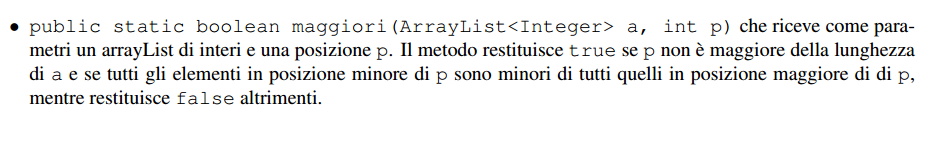 • public static boolean maggiori(ArrayList<Integer> a, int p) che riceve come para-
metri un arrayList di interi e una posizione p. Il metodo restituisce true se p non è maggiore della lunghezza
di a e se tutti gli elementi in posizione minore di p sono minori di tutti quelli in posizione maggiore di di p,
mentre restituisce false altrimenti.